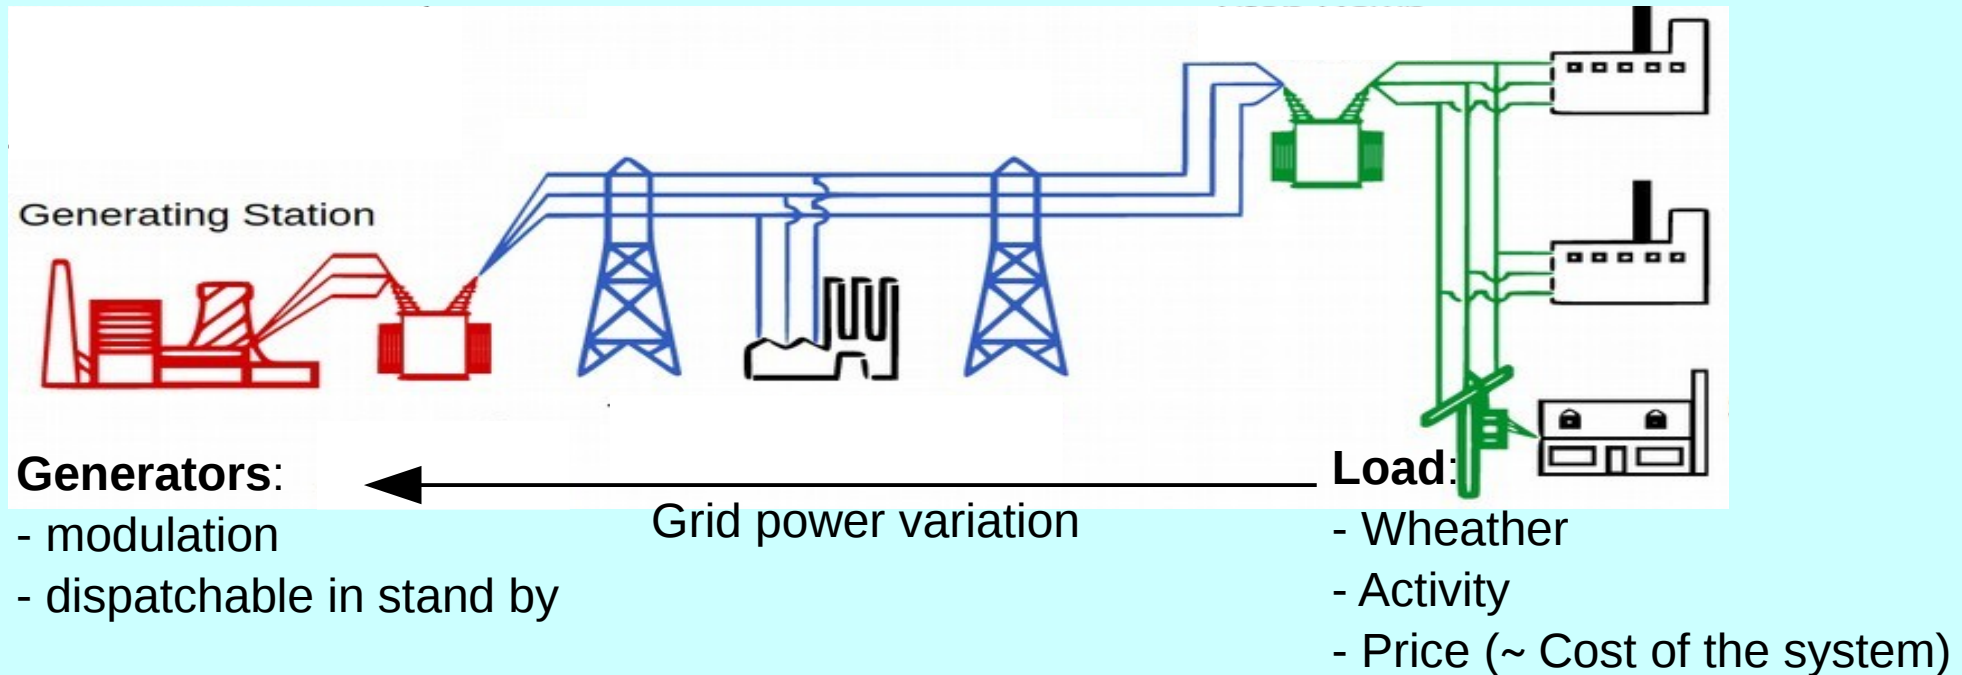 Generating Station
Generators:
- modulation
- dispatchable in stand by
Grid power variation
Load:
- Wheather
- Activity
- Price (~ Cost of the system)